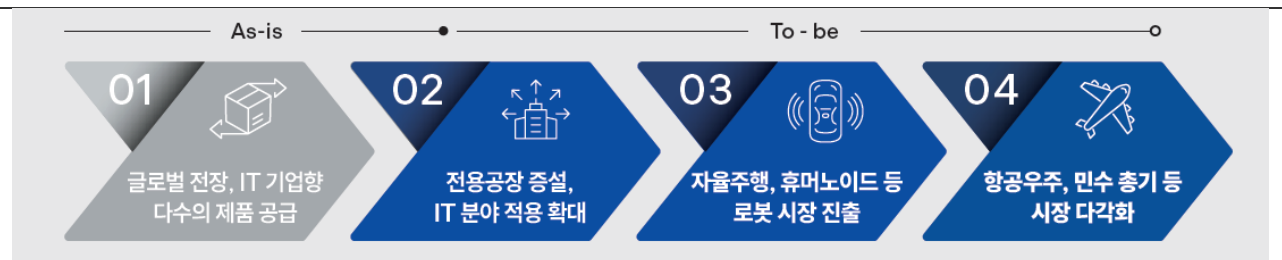 As-is
To - be
01
글로벌 전장, IT 기업향
다수의 제품 공급
02
전용공장 증설,
IT 분야 적용 확대
03
자율주행, 휴머노이드 등
로봇 시장 진출
04
항공우주, 민수 총기 등
시장 다각화